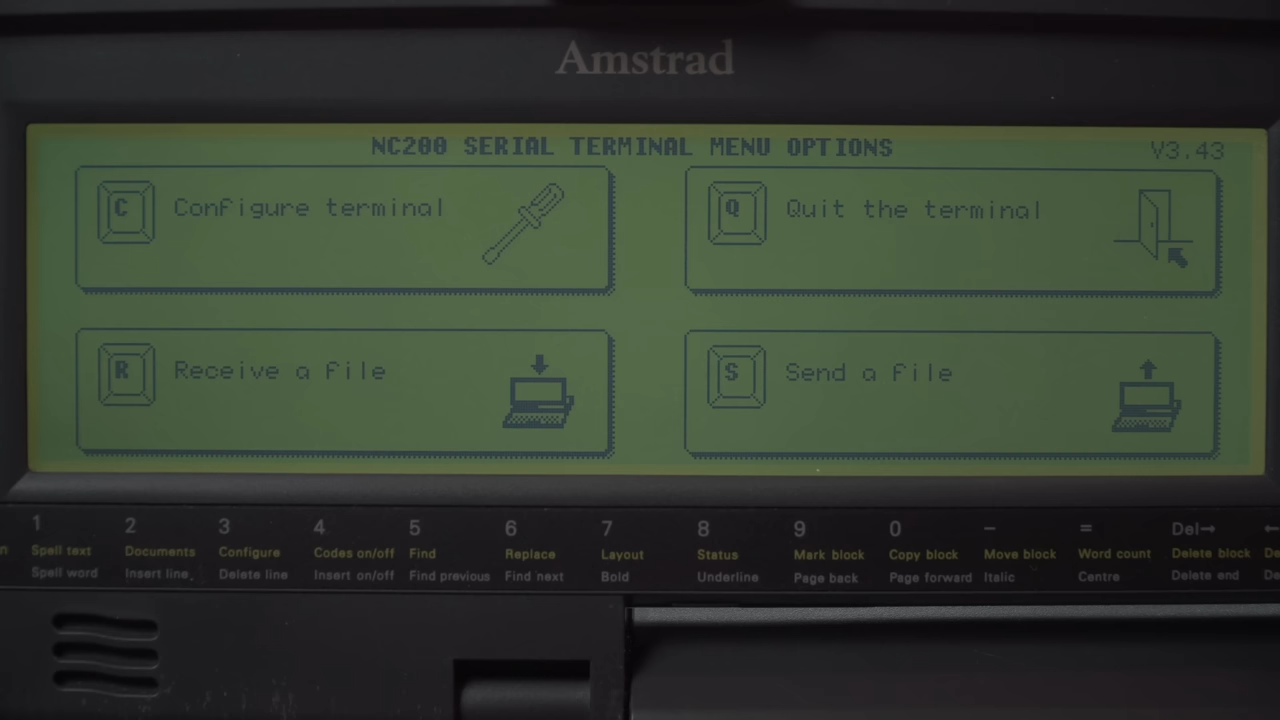 Amstrad
NC200 SERIAL TERMINAL MENU OPTIONS V3.43
C Configure terminal
Q Quit the terminal
R Receive a file
S Send a file
1 2 3 4 5 6 7 8 9 0 − = Del→ ←
Spell text Documents Configure Codes on/off Find Replace Layout Status Mark block Copy block Move block Word count Delete block
Spell word Insert line Delete line Insert on/off Find previous Find next Bold Underline Page back Page forward Italic Centre Delete end